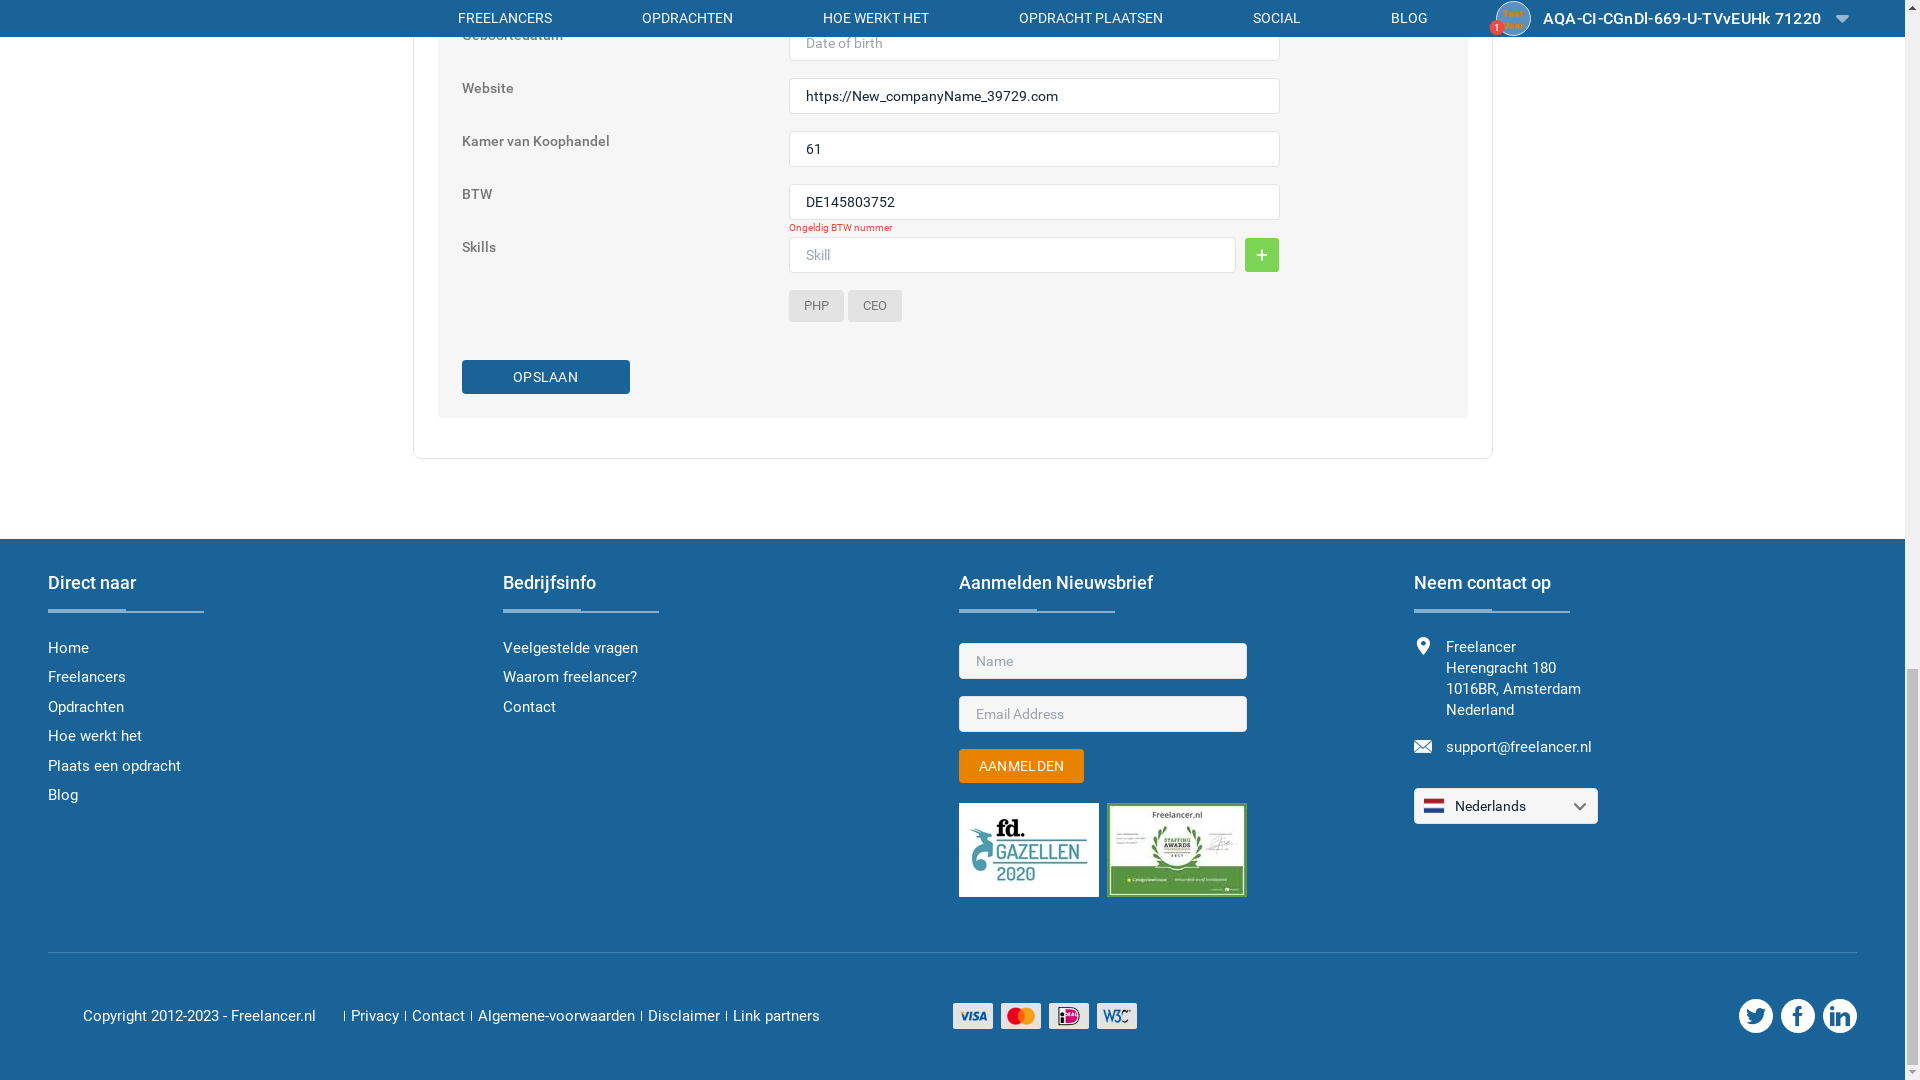 FREELANCERS
OPDRACHTEN
HOE WERKT HET
OPDRACHT PLAATSEN
SOCIAL
BLOG
1
AQA-CI-CGnDl-669-U-TVvEUHk 71220
Geboortedatum
Date of birth
Website
https://New_companyName_39729.com
Kamer van Koophandel
61
BTW
DE145803752
Ongeldig BTW nummer
Skills
Skill
+
PHP
CEO
OPSLAAN
Direct naar
Home
Freelancers
Opdrachten
Hoe werkt het
Plaats een opdracht
Blog
Bedrijfsinfo
Veelgestelde vragen
Waarom freelancer?
Contact
Aanmelden Nieuwsbrief
Name
Email Address
AANMELDEN
fd.
GAZELLEN
2020
Freelancer.nl
STAFFING
AWARDS
2017
Neem contact op
Freelancer
Herengracht 180
1016BR, Amsterdam
Nederland
support@freelancer.nl
Nederlands
Copyright 2012-2023 - Freelancer.nl
Privacy
Contact
Algemene-voorwaarden
Disclaimer
Link partners
VISA
iDEAL
W3C